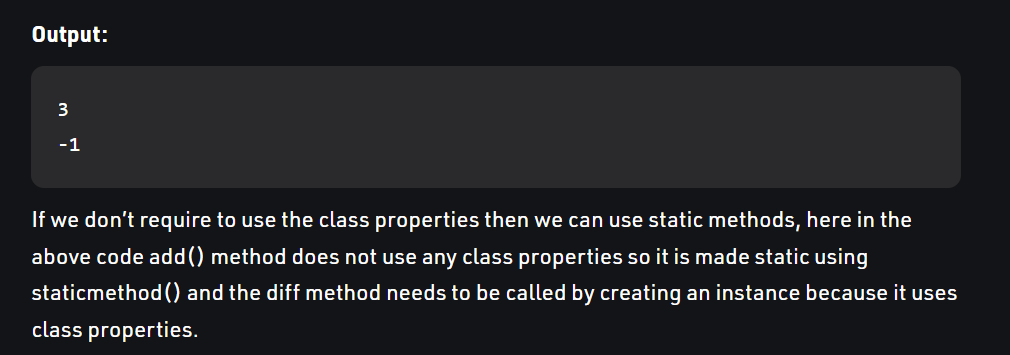 Output:
3
-1
If we don’t require to use the class properties then we can use static methods, here in the
above code add() method does not use any class properties so it is made static using
staticmethod() and the diff method needs to be called by creating an instance because it uses
class properties.